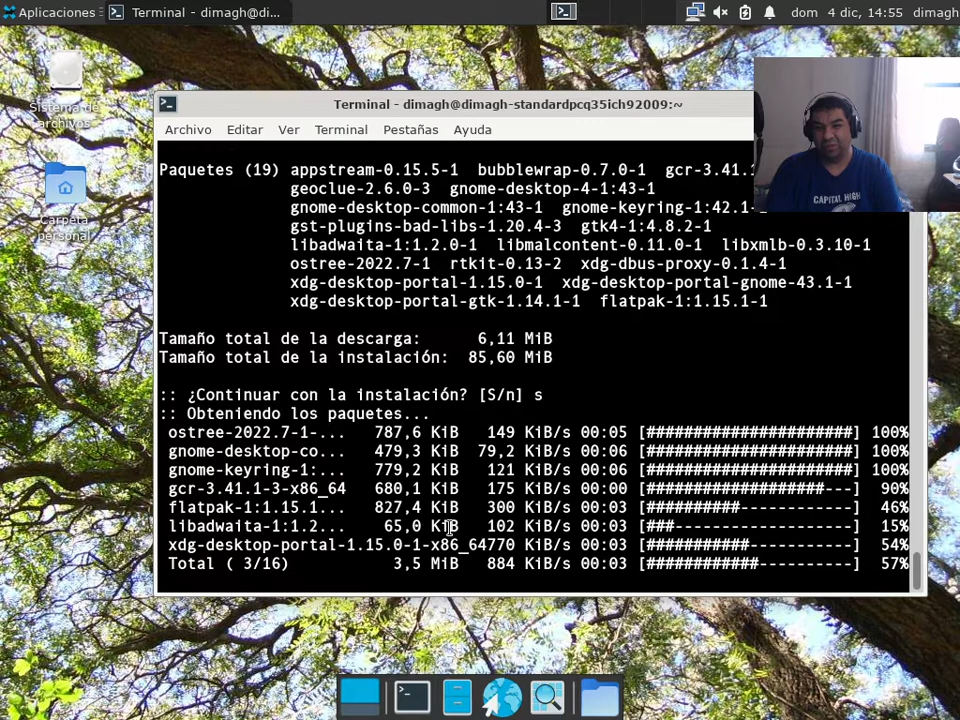 Aplicaciones
Terminal - dimagh@di...
dom 4 dic, 14:55
dimagh
Sistema de
archivos
Carpeta
personal
Terminal - dimagh@dimagh-standardpcq35ich92009:~
Archivo Editar Ver Terminal Pestañas Ayuda
Paquetes (19) appstream-0.15.5-1 bubblewrap-0.7.0-1 gcr-3.41.1
geoclue-2.6.0-3 gnome-desktop-4-1:43-1
gnome-desktop-common-1:43-1 gnome-keyring-1:42.1-
gst-plugins-bad-libs-1.20.4-3 gtk4-1:4.8.2-1
libadwaita-1:1.2.0-1 libmalcontent-0.11.0-1 libxmlb-0.3.10-1
ostree-2022.7-1 rtkit-0.13-2 xdg-dbus-proxy-0.1.4-1
xdg-desktop-portal-1.15.0-1 xdg-desktop-portal-gnome-43.1-1
xdg-desktop-portal-gtk-1.14.1-1 flatpak-1:1.15.1-1
Tamaño total de la descarga: 6,11 MiB
Tamaño total de la instalación: 85,60 MiB
:: ¿Continuar con la instalación? [S/n] s
:: Obteniendo los paquetes...
ostree-2022.7-1-... 787,6 KiB 149 KiB/s 00:05 [######################] 100%
gnome-desktop-co... 479,3 KiB 79,2 KiB/s 00:06 [######################] 100%
gnome-keyring-1:... 779,2 KiB 121 KiB/s 00:06 [######################] 100%
gcr-3.41.1-3-x86_64 680,1 KiB 175 KiB/s 00:00 [###################---] 90%
flatpak-1:1.15.1... 827,4 KiB 300 KiB/s 00:03 [##########------------] 46%
libadwaita-1:1.2... 65,0 KiB 102 KiB/s 00:03 [###-------------------] 15%
xdg-desktop-portal-1.15.0-1-x86_64770 KiB/s 00:03 [###########-----------] 54%
Total ( 3/16) 3,5 MiB 884 KiB/s 00:03 [############----------] 57%
CAPITAL HIGH